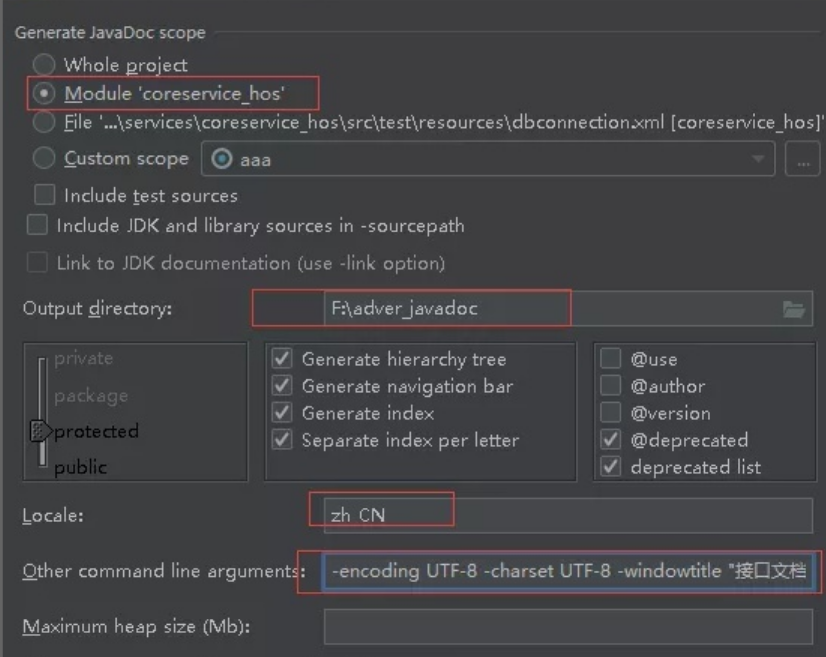 Generate JavaDoc scope
Whole project
Module 'coreservice_hos'
File '...\services\coreservice_hos\src\test\resources\dbconnection.xml [coreservice_hos]'
Custom scope aaa ...
Include test sources
Include JDK and library sources in -sourcepath
Link to JDK documentation (use -link option)
Output directory: F:\adver_javadoc
private Generate hierarchy tree @use
package Generate navigation bar @author
protected Generate index @version
Separate index per letter @deprecated
public deprecated list
Locale: zh_CN
Other command line arguments: -encoding UTF-8 -charset UTF-8 -windowtitle "接口文档
Maximum heap size (Mb):